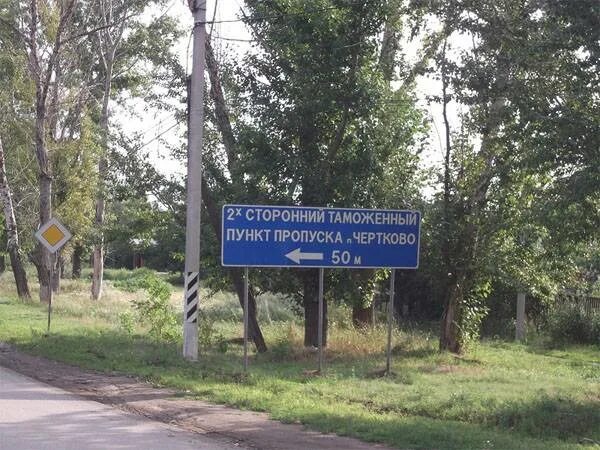 2х СТОРОННИЙ ТАМОЖЕННЫЙ
ПУНКТ ПРОПУСКА п ЧЕРТКОВО
50 м